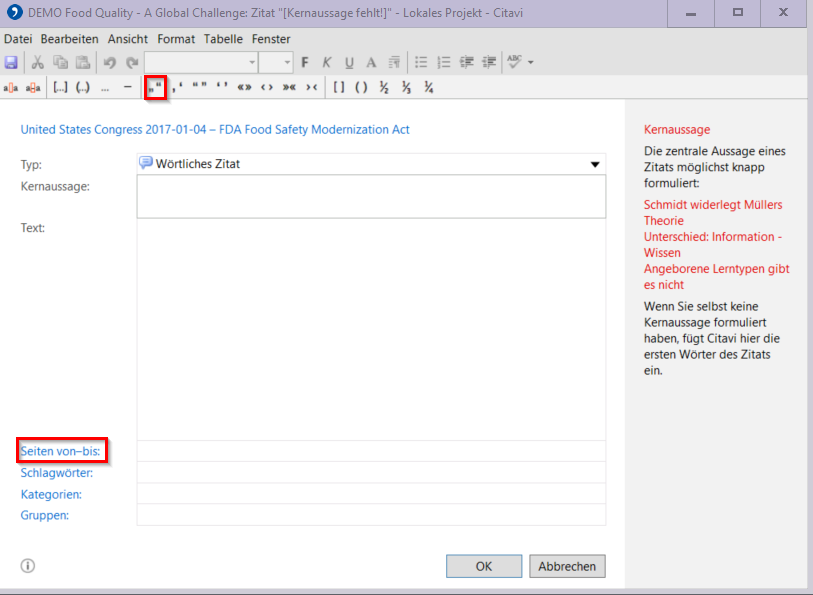 DEMO Food Quality - A Global Challenge: Zitat "[Kernaussage fehlt!]" - Lokales Projekt - Citavi
Datei Bearbeiten Ansicht Format Tabelle Fenster
F K U A ABC
[...] (...) ... – „“ ‚‘ “” ‘’ «» ‹› »« ›‹ [ ] ( ) ½ ⅓ ¼
United States Congress 2017-01-04 – FDA Food Safety Modernization Act
Typ: Wörtliches Zitat
Kernaussage:
Text:
Seiten von–bis:
Schlagwörter:
Kategorien:
Gruppen:
OK Abbrechen
Kernaussage
Die zentrale Aussage eines
Zitats möglichst knapp
formuliert:
Schmidt widerlegt Müllers
Theorie
Unterschied: Information -
Wissen
Angeborene Lerntypen gibt
es nicht
Wenn Sie selbst keine
Kernaussage formuliert
haben, fügt Citavi hier die
ersten Wörter des Zitats
ein.